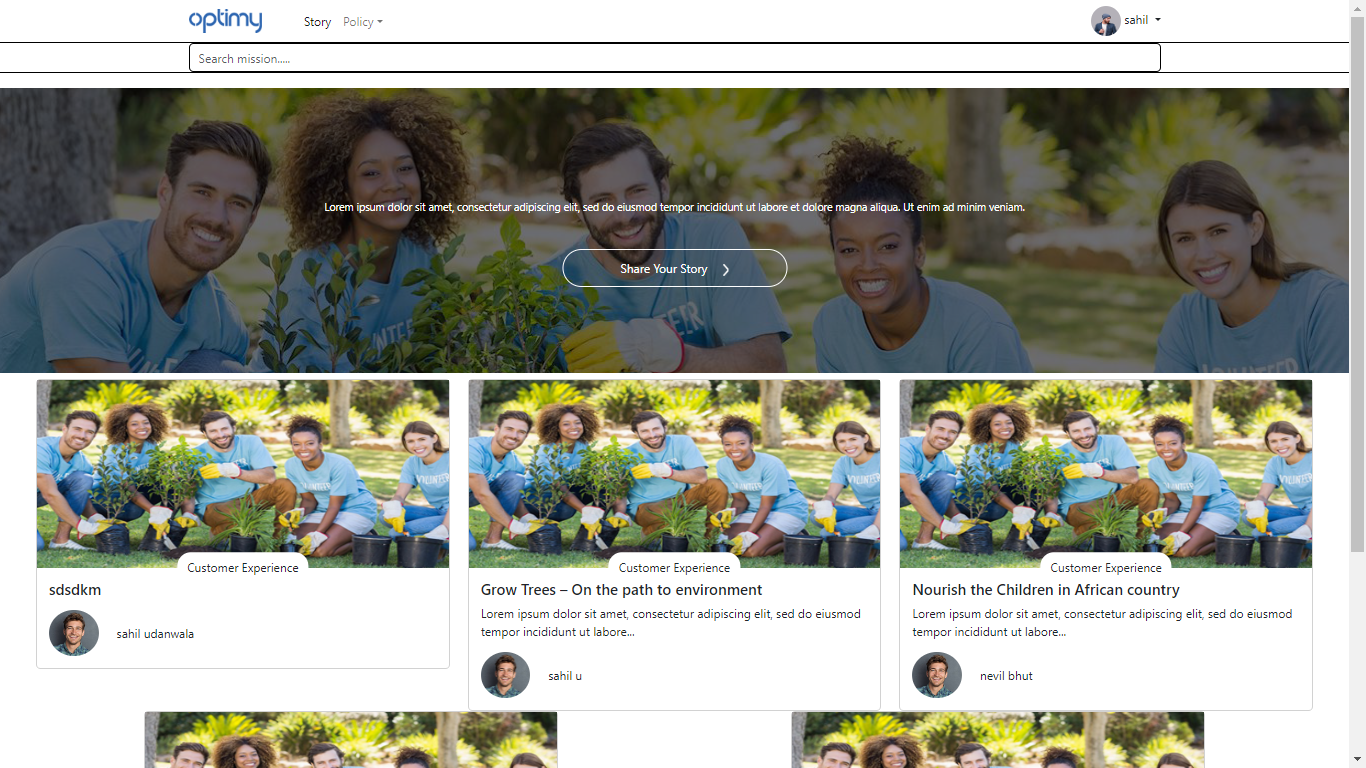 optimy
Story
Policy
sahil
Search mission.....
Lorem ipsum dolor sit amet, consectetur adipiscing elit, sed do eiusmod tempor incididunt ut labore et dolore magna aliqua. Ut enim ad minim veniam.
Share Your Story
VOLUNTEER
Customer Experience
sdsdkm
sahil udanwala
Customer Experience
Grow Trees – On the path to environment
Lorem ipsum dolor sit amet, consectetur adipiscing elit, sed do eiusmod
tempor incididunt ut labore...
sahil u
Customer Experience
Nourish the Children in African country
Lorem ipsum dolor sit amet, consectetur adipiscing elit, sed do eiusmod
tempor incididunt ut labore...
nevil bhut